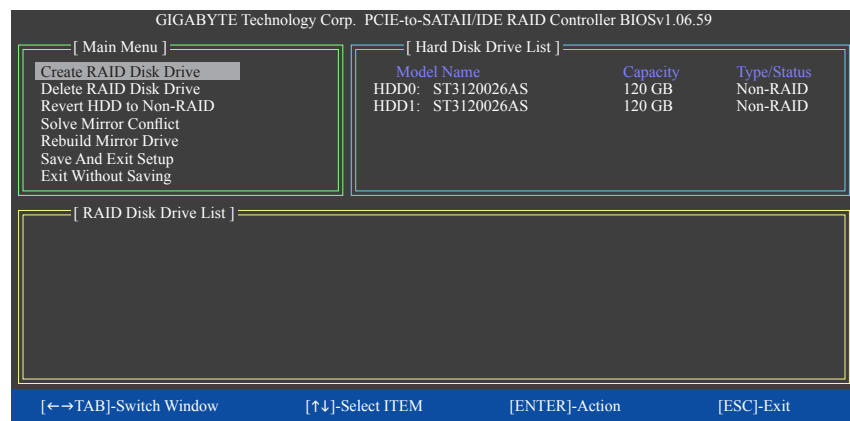 GIGABYTE Technology Corp. PCIE-to-SATAII/IDE RAID Controller BIOSv1.06.59
[ Main Menu ]
Create RAID Disk Drive
Delete RAID Disk Drive
Revert HDD to Non-RAID
Solve Mirror Conflict
Rebuild Mirror Drive
Save And Exit Setup
Exit Without Saving
[ Hard Disk Drive List ]
Model Name Capacity Type/Status
HDD0: ST3120026AS 120 GB Non-RAID
HDD1: ST3120026AS 120 GB Non-RAID
[ RAID Disk Drive List ]
[←→TAB]-Switch Window [↑↓]-Select ITEM [ENTER]-Action [ESC]-Exit